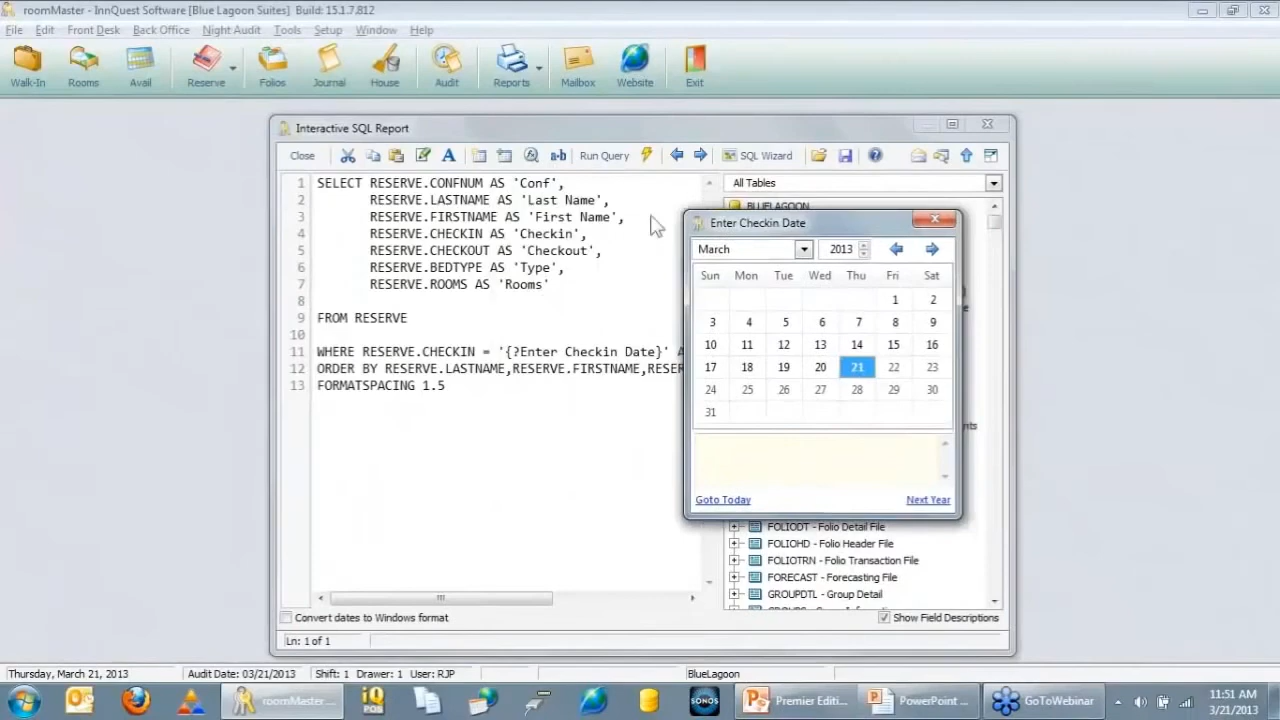 roomMaster - InnQuest Software [Blue Lagoon Suites] Build: 15.1.7.812
File Edit Front Desk Back Office Night Audit Tools Setup Window Help
Walk-In Rooms Avail Reserve Folios Journal House Audit Reports Mailbox Website Exit
Interactive SQL Report
Close A a-b Run Query SQL Wizard
All Tables
BLUELAGOON
1 SELECT RESERVE.CONFNUM AS 'Conf',
2 RESERVE.LASTNAME AS 'Last Name',
3 RESERVE.FIRSTNAME AS 'First Name',
4 RESERVE.CHECKIN AS 'Checkin',
5 RESERVE.CHECKOUT AS 'Checkout',
6 RESERVE.BEDTYPE AS 'Type',
7 RESERVE.ROOMS AS 'Rooms'
8
9 FROM RESERVE
10
11 WHERE RESERVE.CHECKIN = '{?Enter Checkin Date}' A
12 ORDER BY RESERVE.LASTNAME,RESERVE.FIRSTNAME,RESER
13 FORMATSPACING 1.5
Enter Checkin Date
March 2013
Sun Mon Tue Wed Thu Fri Sat
1 2
3 4 5 6 7 8 9
10 11 12 13 14 15 16
17 18 19 20 21 22 23
24 25 26 27 28 29 30
31
Goto Today Next Year
FOLIODT - Folio Detail File
FOLIOHD - Folio Header File
FOLIOTRN - Folio Transaction File
FORECAST - Forecasting File
GROUPDTL - Group Detail
Convert dates to Windows format
Show Field Descriptions
Ln: 1 of 1
Thursday, March 21, 2013 Audit Date: 03/21/2013 Shift: 1 Drawer: 1 User: RJP BlueLagoon
roomMaster ... iQ POS SONOS Premier Editi... PowerPoint ... GoToWebinar
11:51 AM
3/21/2013